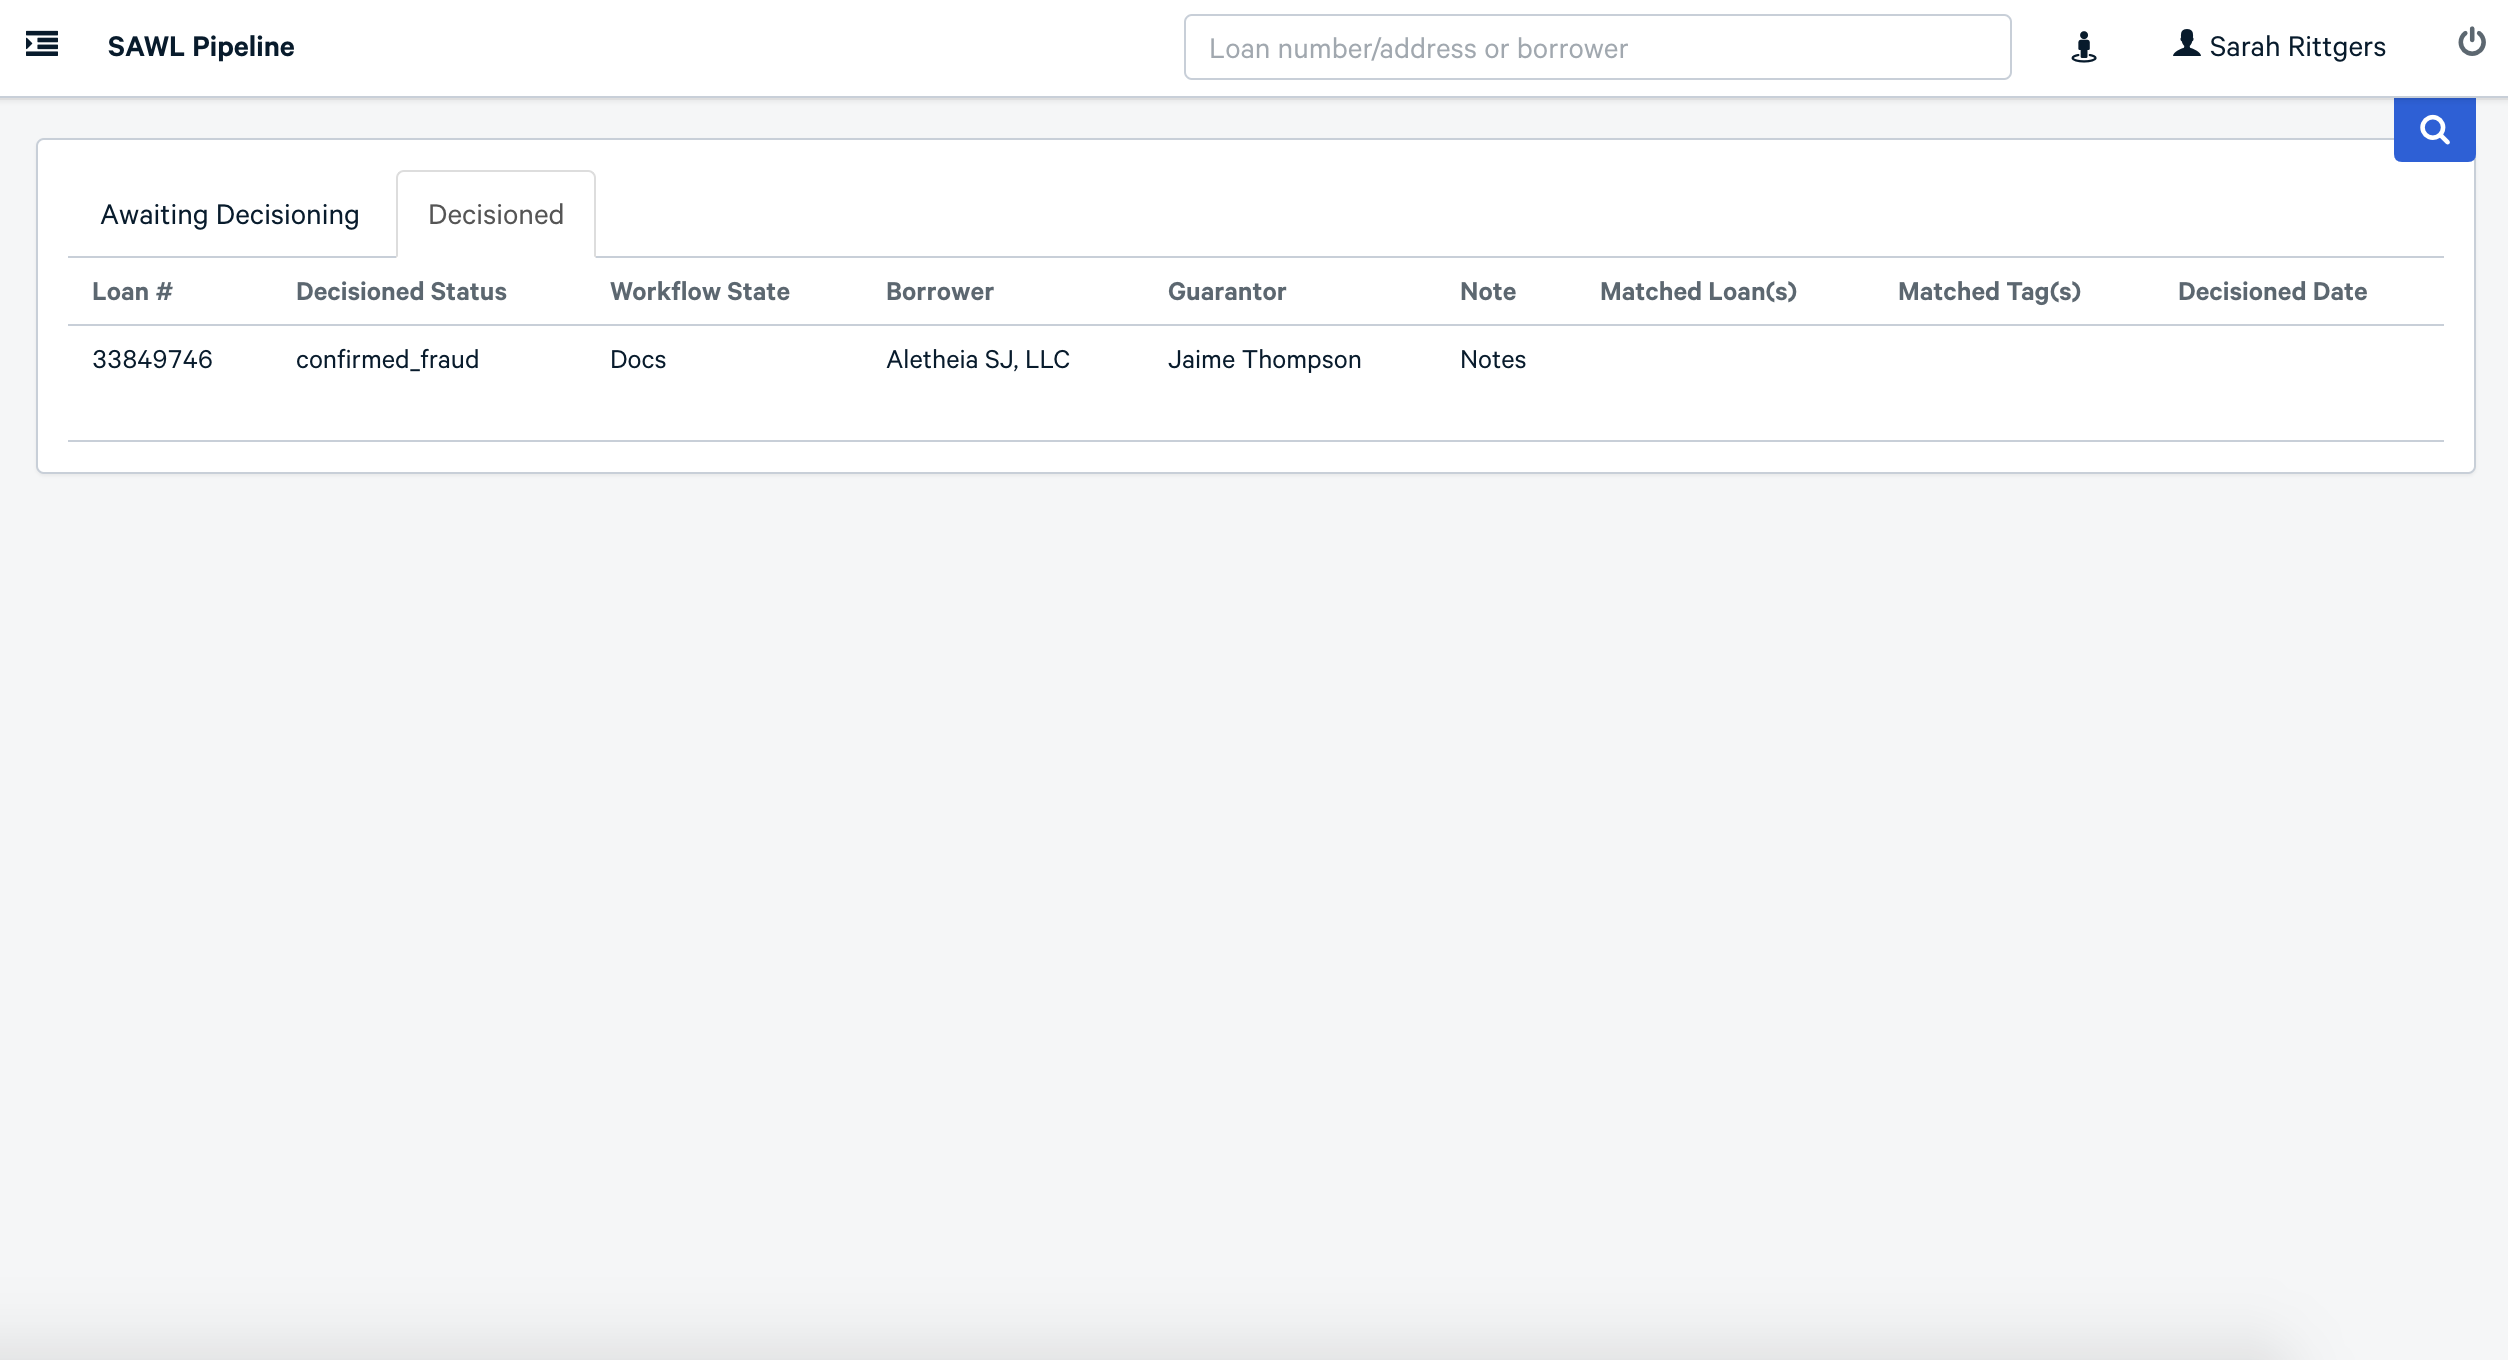 SAWL Pipeline
Loan number/address or borrower
Sarah Rittgers
Awaiting Decisioning
Decisioned
Loan # Decisioned Status Workflow State Borrower Guarantor Note Matched Loan(s) Matched Tag(s) Decisioned Date
33849746 confirmed_fraud Docs Aletheia SJ, LLC Jaime Thompson Notes